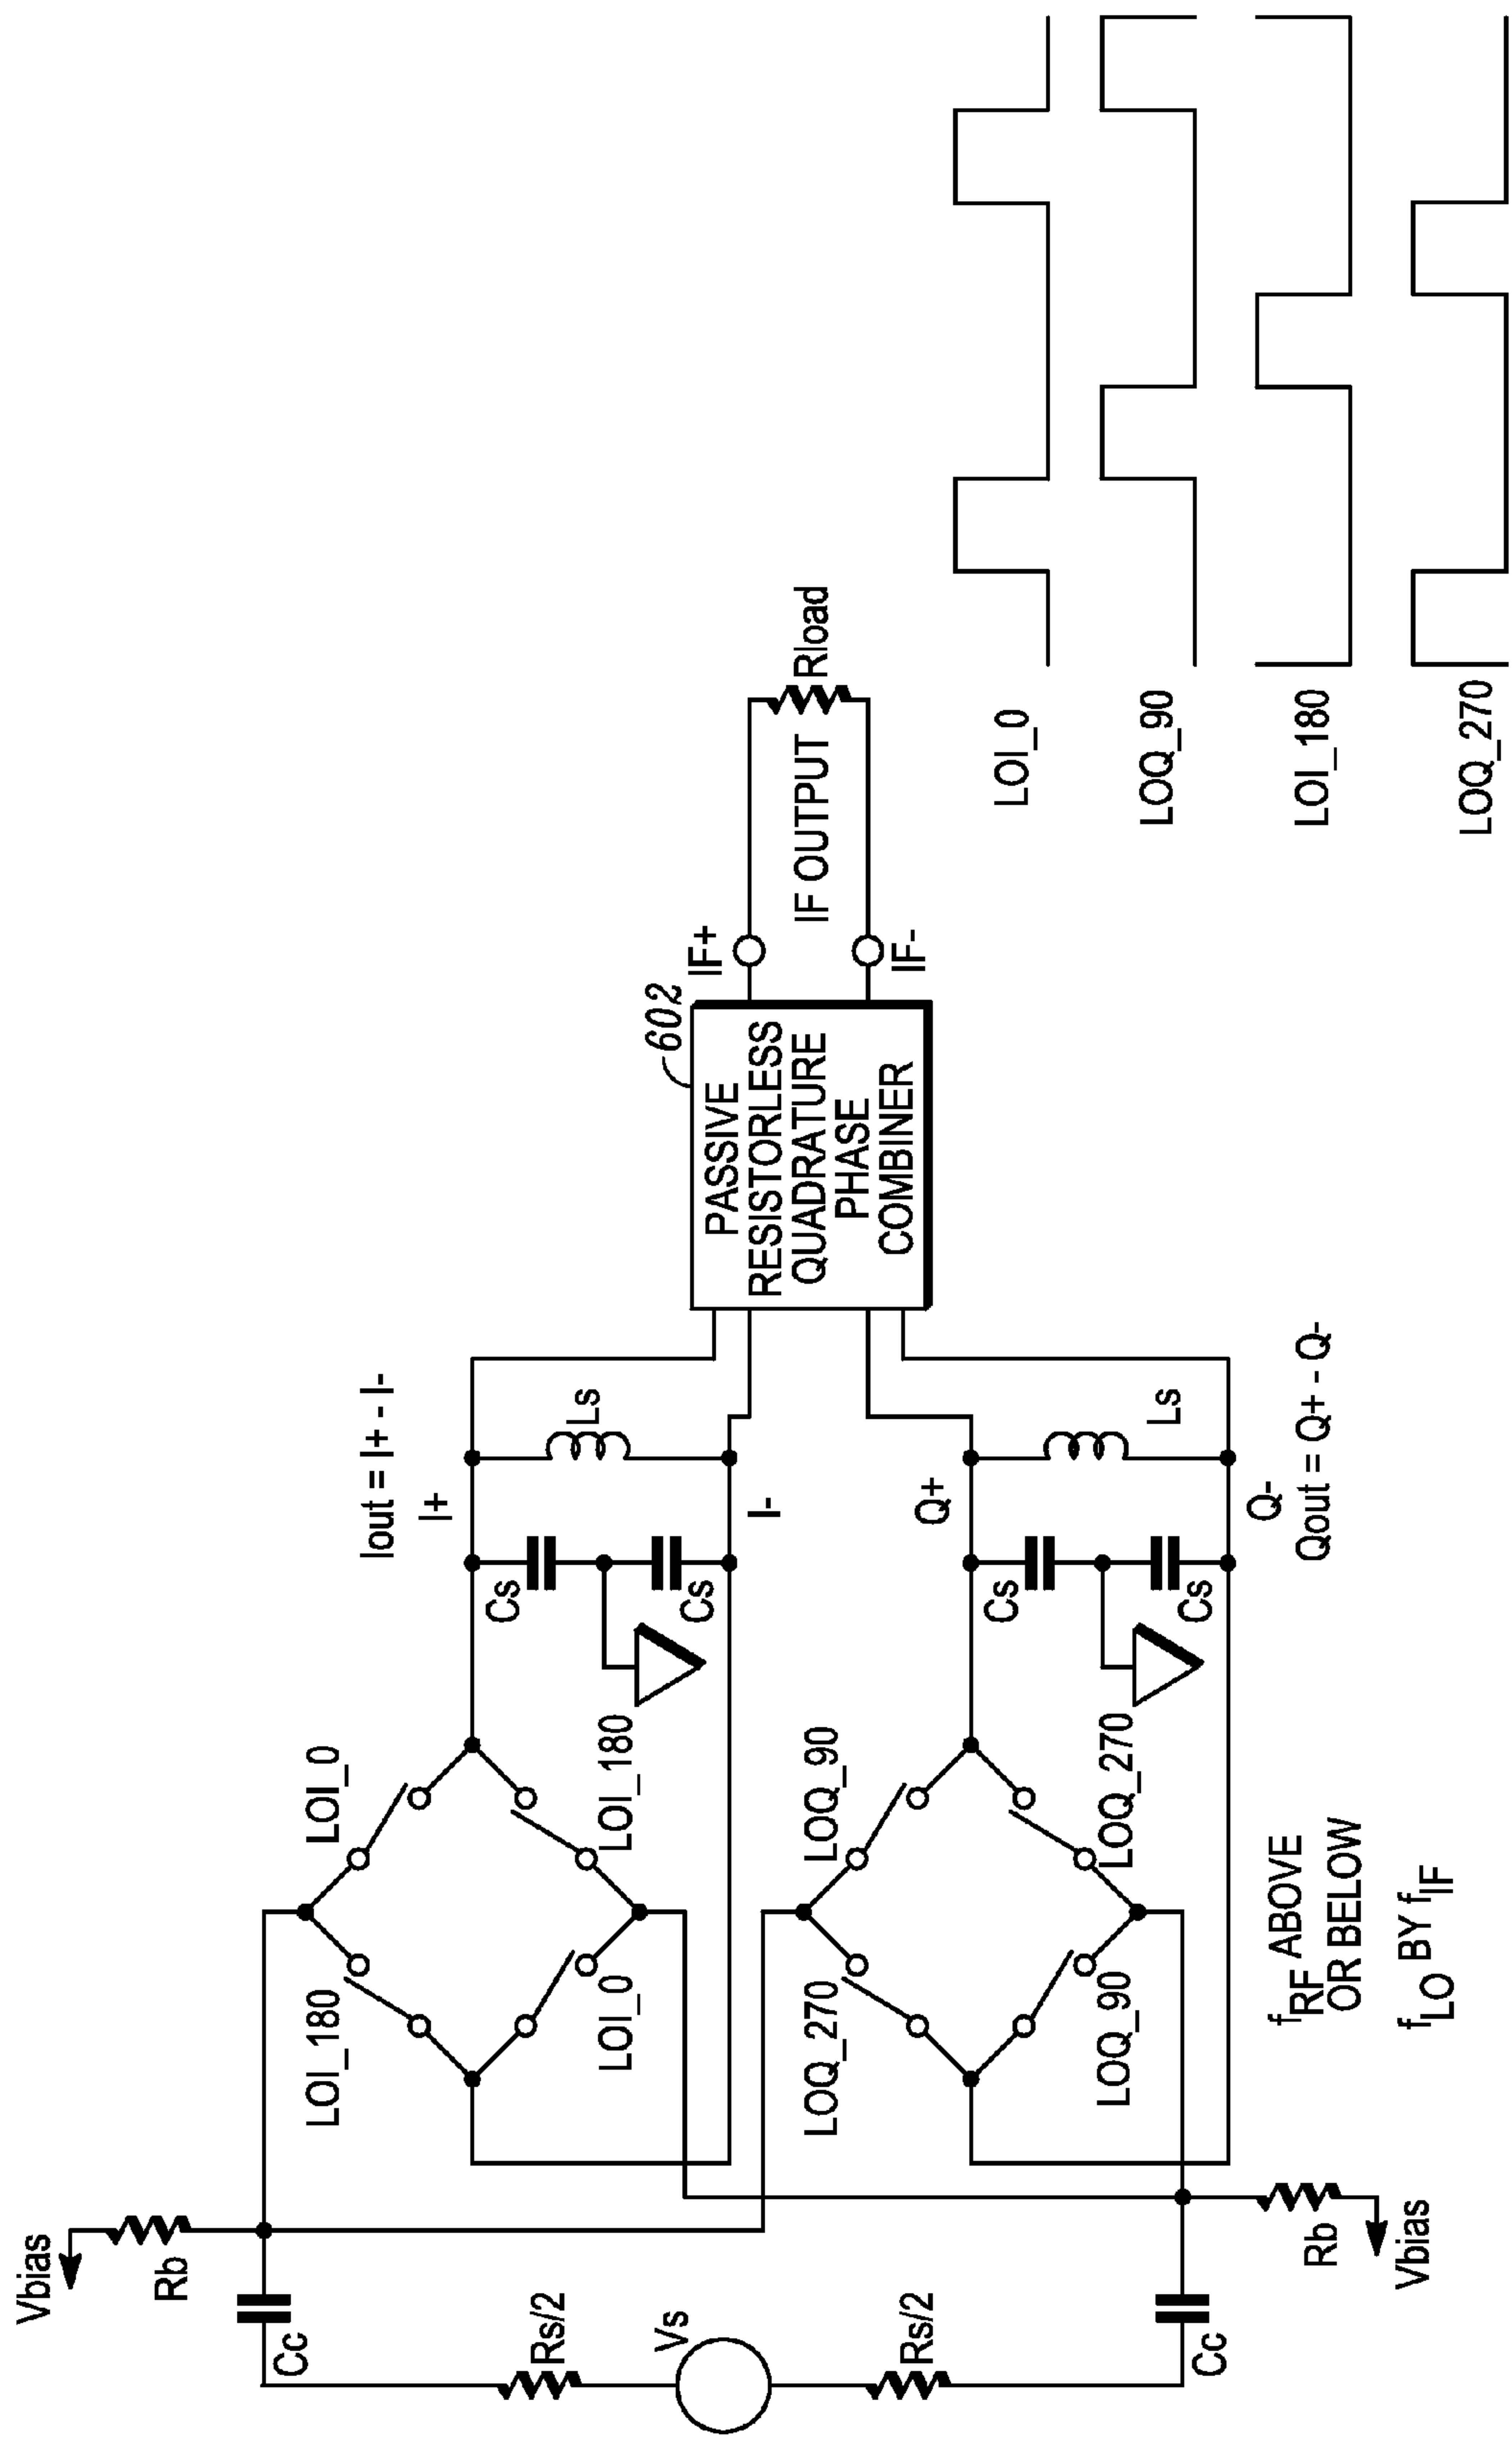 Vbias
Rb
Cc
Rs/2
Vs
Rs/2
Cc
Rb
Vbias
LOI_180
LOI_0
LOI_0
LOI_180
LOQ_270
LOQ_90
LOQ_90
LOQ_270
fRF ABOVE
OR BELOW
fLO BY fIF
Iout = I+ - I-
I+
Cs
Cs
Ls
I-
Q+
Cs
Cs
Ls
Q-
Qout = Q+ - Q-
602
PASSIVE
RESISTORLESS
QUADRATURE
PHASE
COMBINER
IF+
IF OUTPUT
IF-
Rload
LOI_0
LOQ_90
LOI_180
LOQ_270